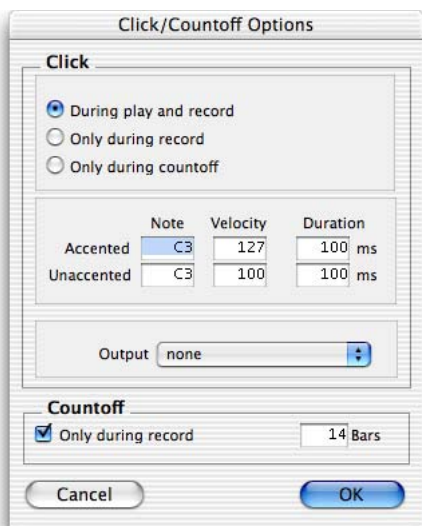 Click/Countoff Options
Click
During play and record
Only during record
Only during countoff
Note Velocity Duration
Accented C3 127 100 ms
Unaccented C3 100 100 ms
Output none
Countoff
Only during record 14 Bars
Cancel OK